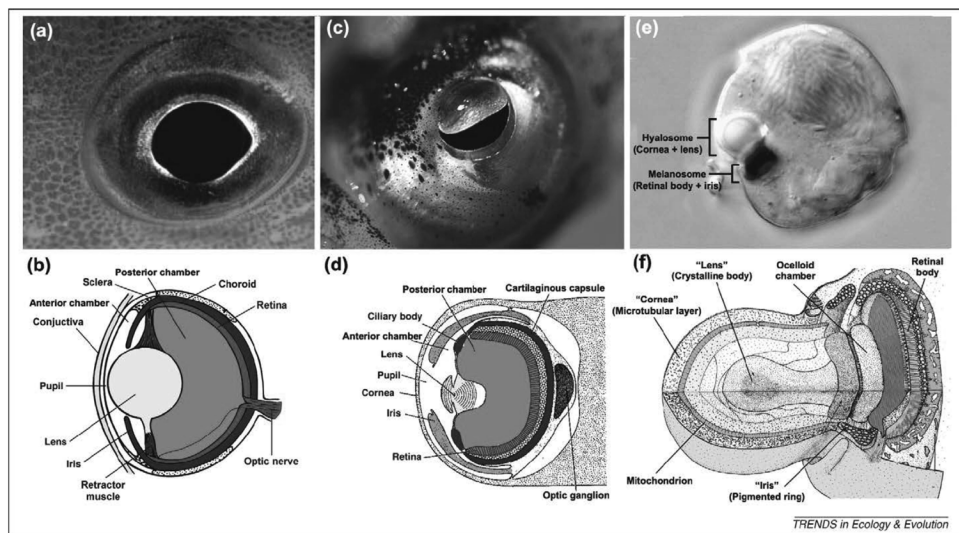 (a)
(c)
(e)
Hyalosome
(Cornea + lens)
Melanosome
(Retinal body + iris)
(b)
Posterior chamber
Sclera
Choroid
Anterior chamber
Retina
Conjuctiva
Pupil
Lens
Iris
Retractor
muscle
Optic nerve
(d)
Posterior chamber
Cartilaginous capsule
Ciliary body
Anterior chamber
Lens
Pupil
Cornea
Iris
Retina
Optic ganglion
(f)
"Lens"
(Crystalline body)
Ocelloid
chamber
Retinal
body
"Cornea"
(Microtubular layer)
Mitochondrion
"Iris"
(Pigmented ring)
TRENDS in Ecology & Evolution